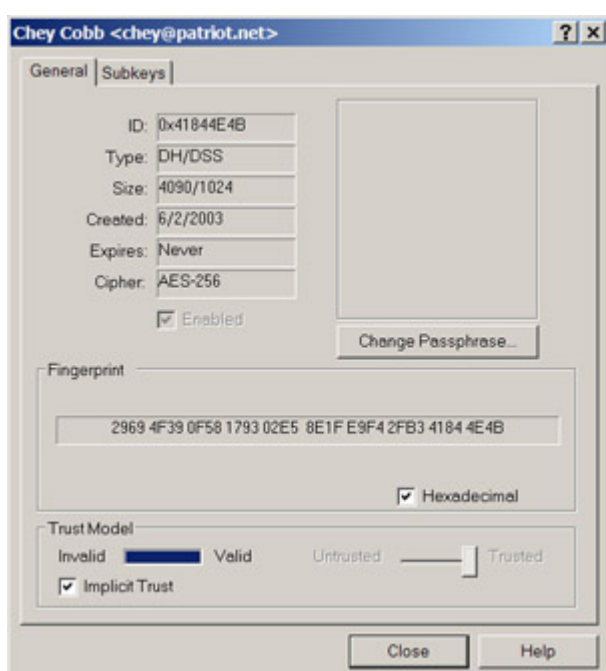 Chey Cobb <chey@patriot.net>
General Subkeys
ID: 0x41844E4B
Type: DH/DSS
Size: 4090/1024
Created: 6/2/2003
Expires: Never
Cipher: AES-256
Enabled
Change Passphrase...
Fingerprint
2969 4F39 0F58 1793 02E5 8E1F E9F4 2FB3 4184 4E4B
Hexadecimal
Trust Model
Invalid Valid Untrusted Trusted
Implicit Trust
Close Help